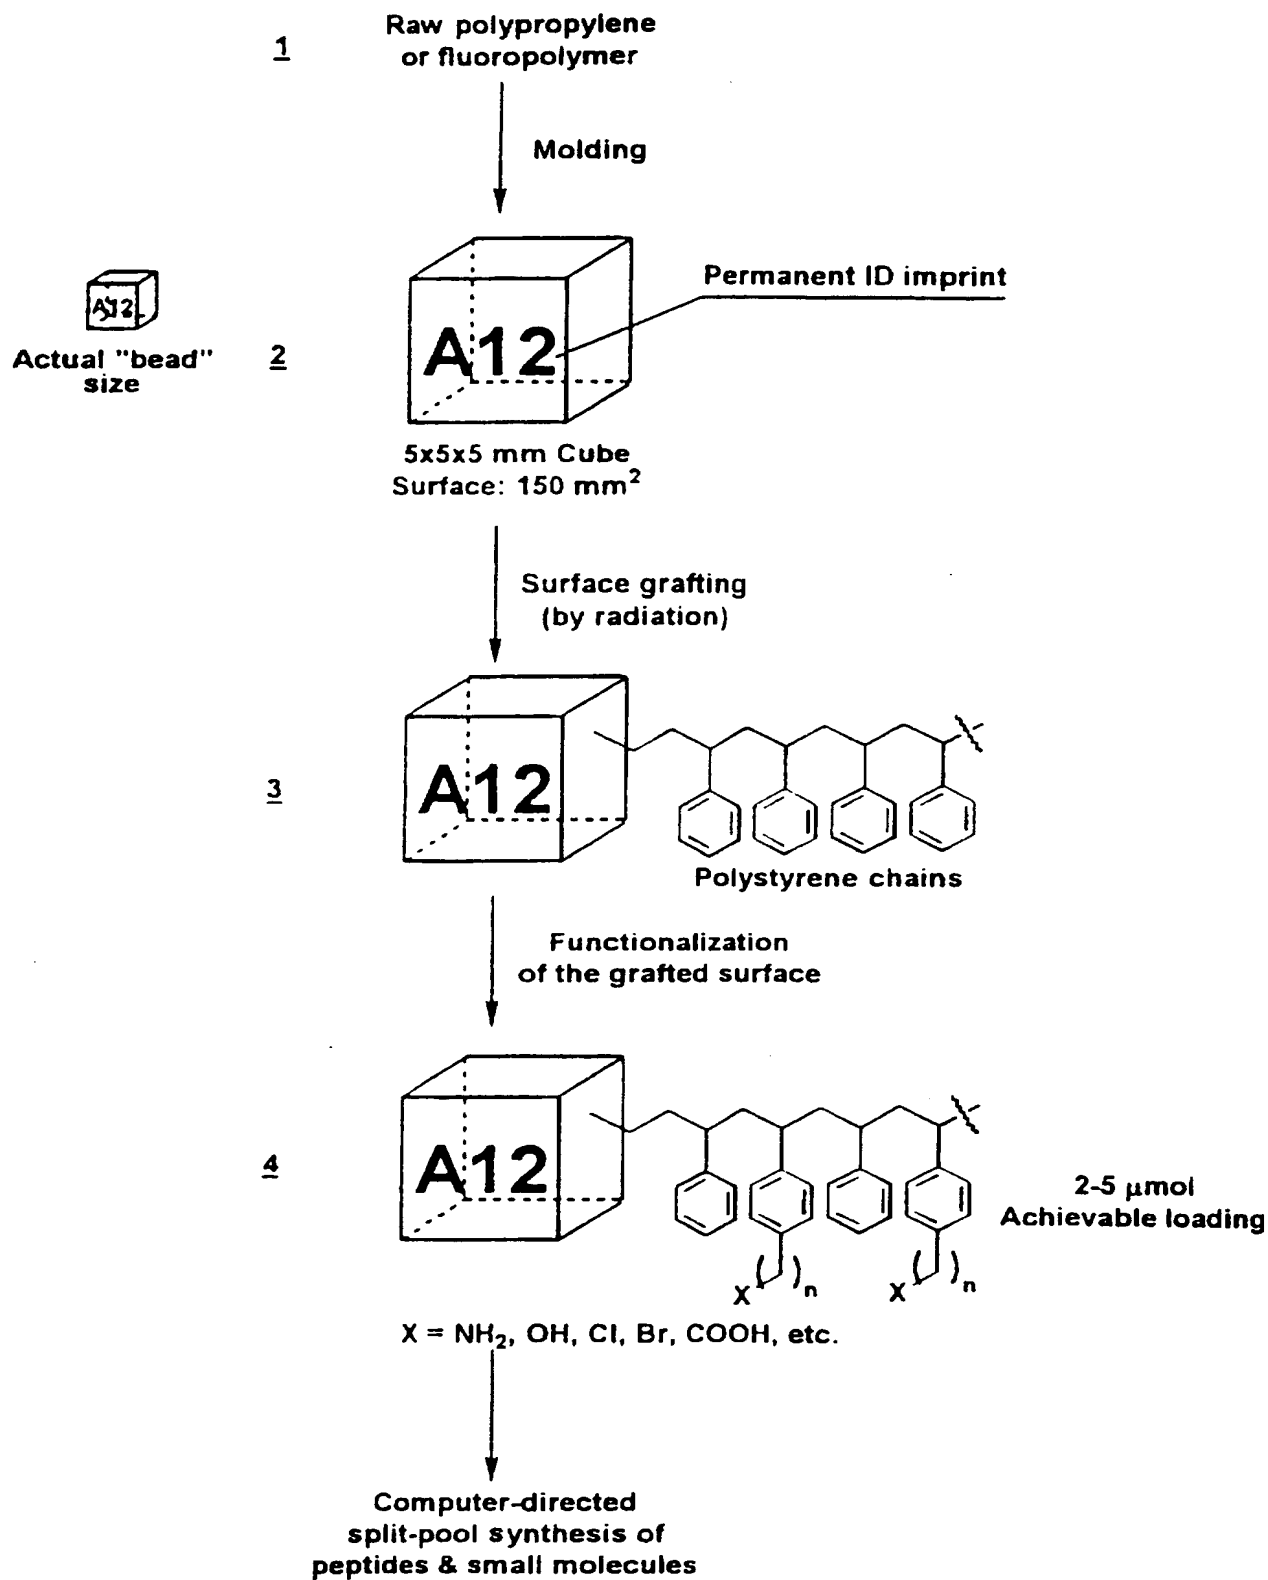 1
Raw polypropylene
or fluoropolymer
Molding
Permanent ID imprint
A12
Actual "bead"
size
2
A12
5x5x5 mm Cube
Surface: 150 mm²
Surface grafting
(by radiation)
3
A12
Polystyrene chains
Functionalization
of the grafted surface
4
A12
2-5 μmol
Achievable loading
X
n
X
n
X = NH₂, OH, Cl, Br, COOH, etc.
Computer-directed
split-pool synthesis of
peptides & small molecules